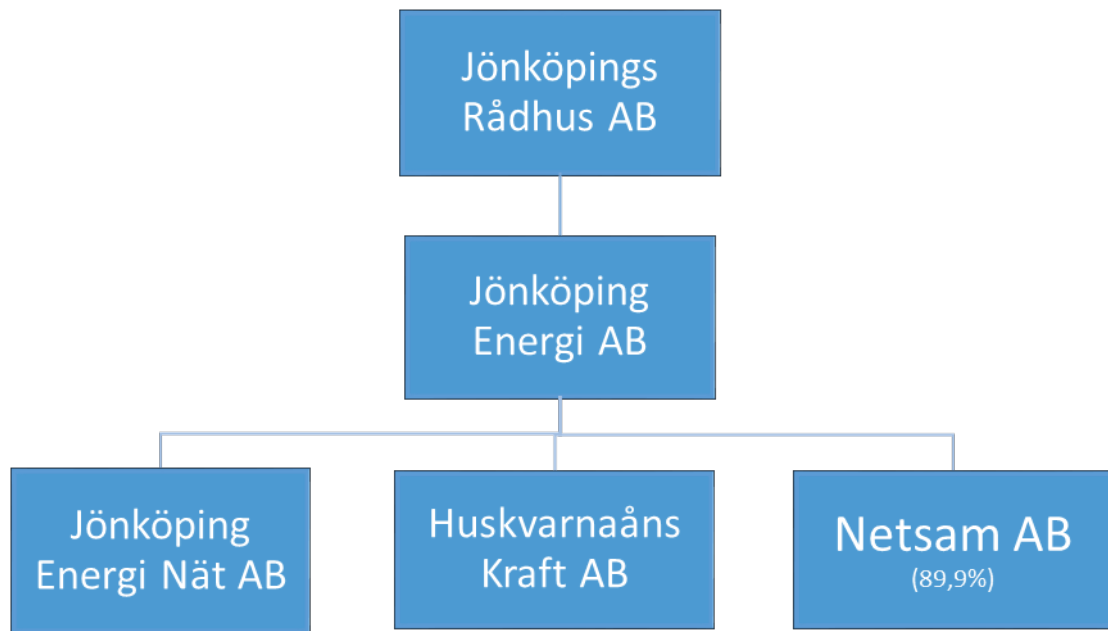 Jönköpings
Rådhus AB
Jönköping
Energi AB
Jönköping
Energi Nät AB
Huskvarnaåns
Kraft AB
Netsam AB
(89,9%)